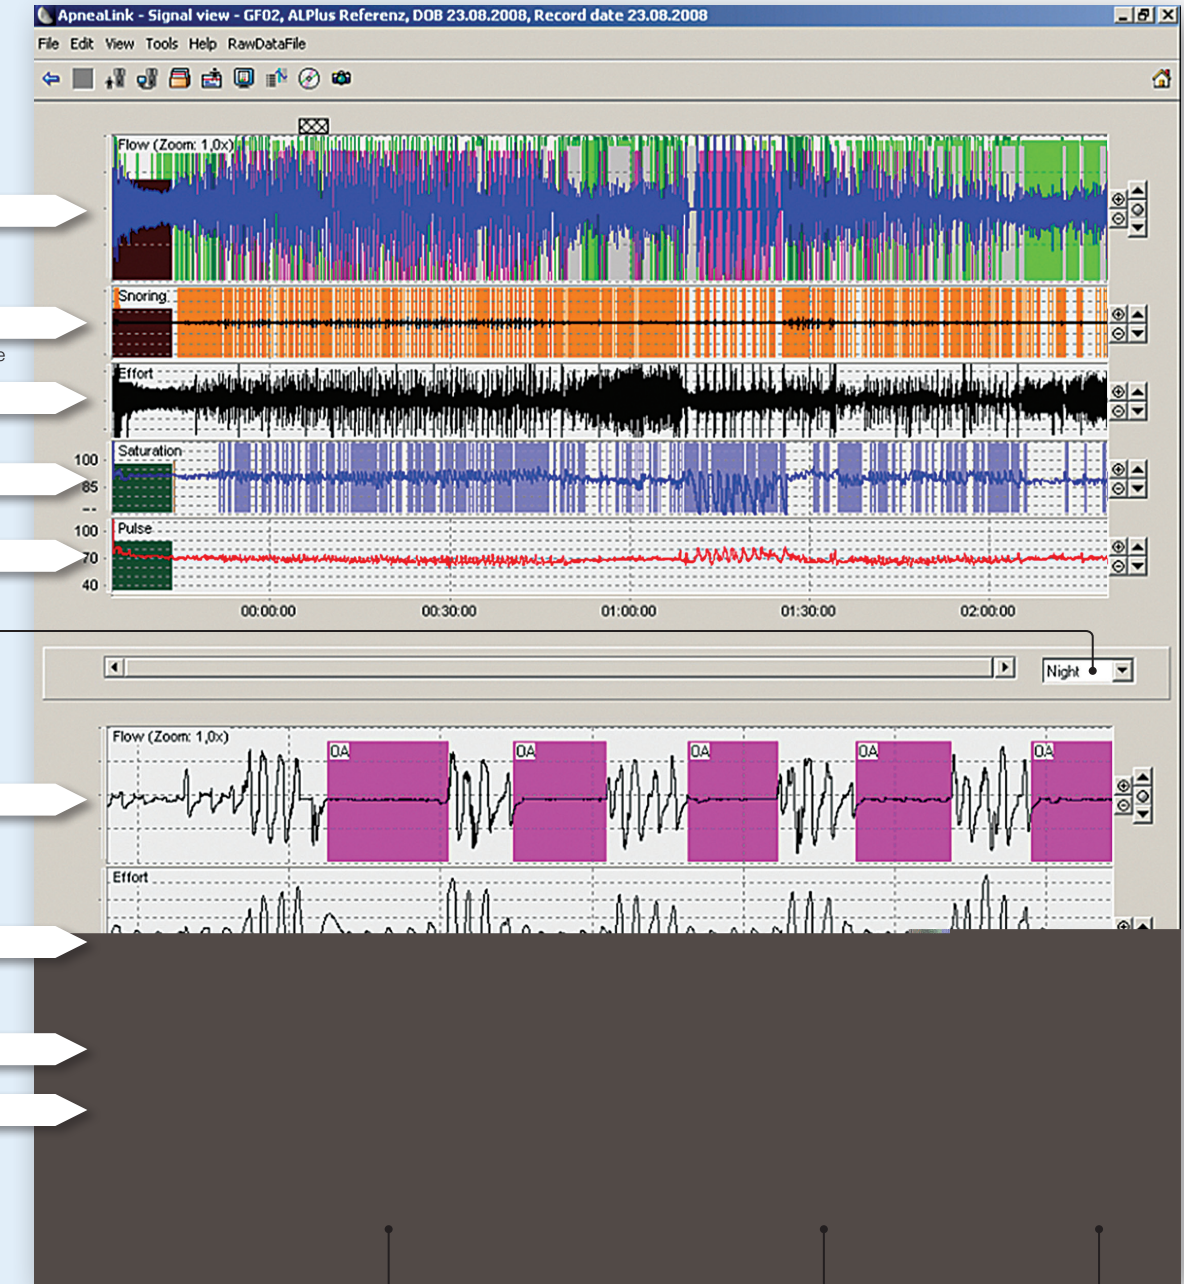 ApneaLink - Signal view - GF02, ALPlus Referenz, DOB 23.08.2008, Record date 23.08.2008
File Edit View Tools Help RawDataFile
Flow (Zoom: 1,0x)
Snoring
e
Effort
Saturation
100
85
--
Pulse
100
70
40
00:00:00 00:30:00 01:00:00 01:30:00 02:00:00
Night
Flow (Zoom: 1,0x)
OA OA OA OA OA
Effort